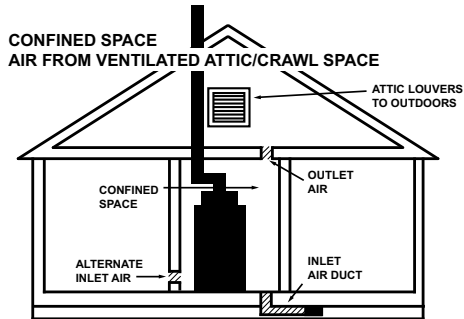 CONFINED SPACE
AIR FROM VENTILATED ATTIC/CRAWL SPACE
ATTIC LOUVERS
TO OUTDOORS
OUTLET
AIR
CONFINED
SPACE
ALTERNATE
INLET AIR
INLET
AIR DUCT